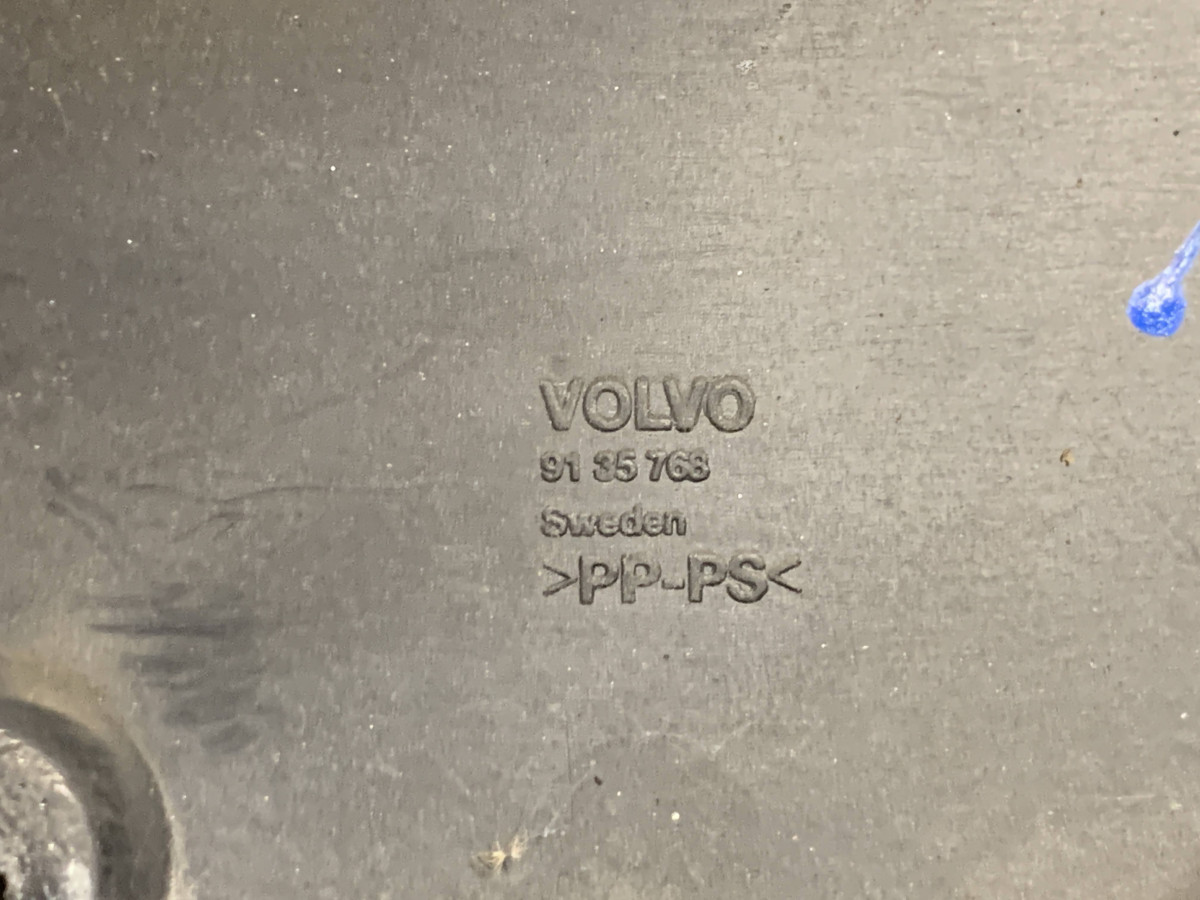 VOLVO
91 35 768
Sweden
>PP-PS<